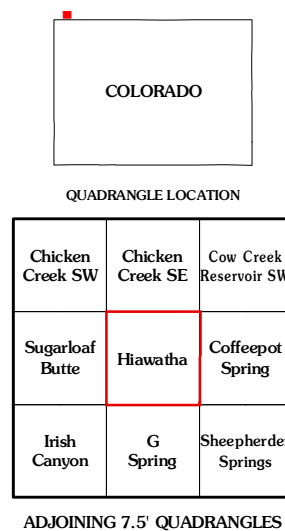 COLORADO
QUADRANGLE LOCATION
Chicken Creek SW
Chicken Creek SE
Cow Creek Reservoir SW
Sugarloaf Butte
Hiawatha
Coffeepot Spring
Irish Canyon
G Spring
Sheepherder Springs
ADJOINING 7.5' QUADRANGLES